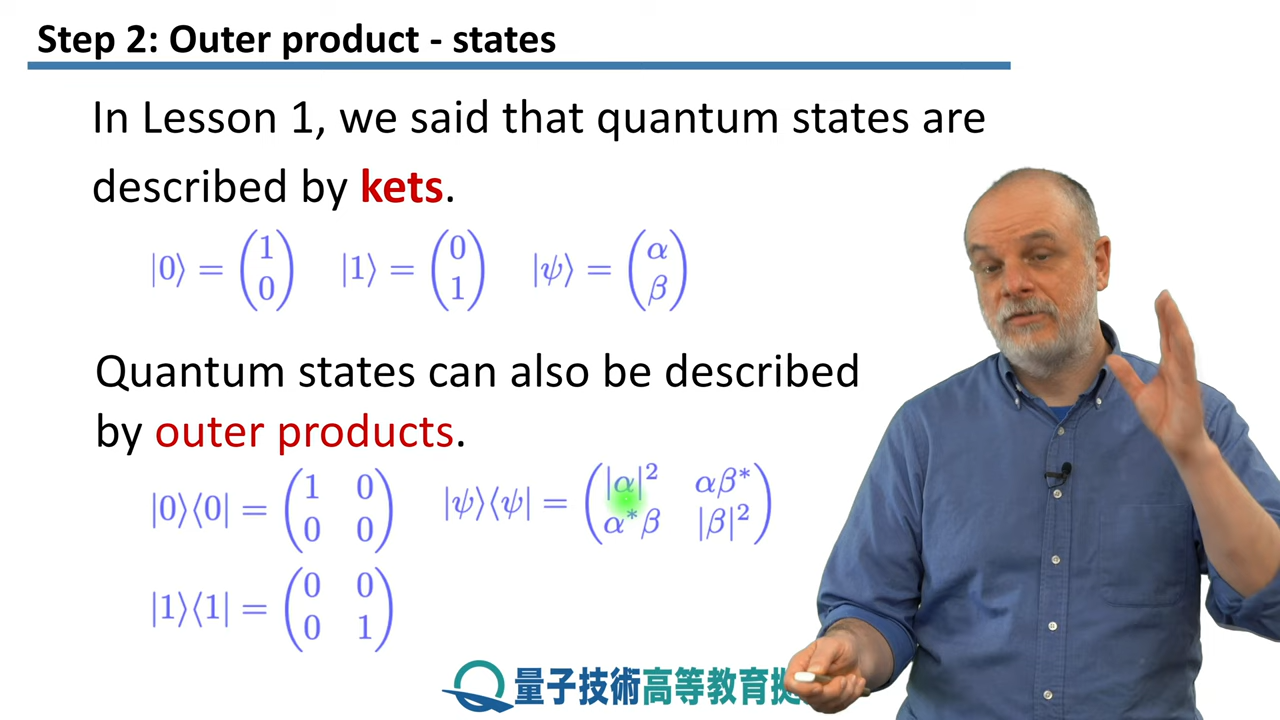 Step 2: Outer product - states
In Lesson 1, we said that quantum states are
described by kets.
|0⟩ = (1 0) |1⟩ = (0 1) |ψ⟩ = (α β)
Quantum states can also be described
by outer products.
|0⟩⟨0| = (1 0 0 0) |ψ⟩⟨ψ| = (|α|² αβ* α*β |β|²)
|1⟩⟨1| = (0 0 0 1)
量子技術高等教育拠